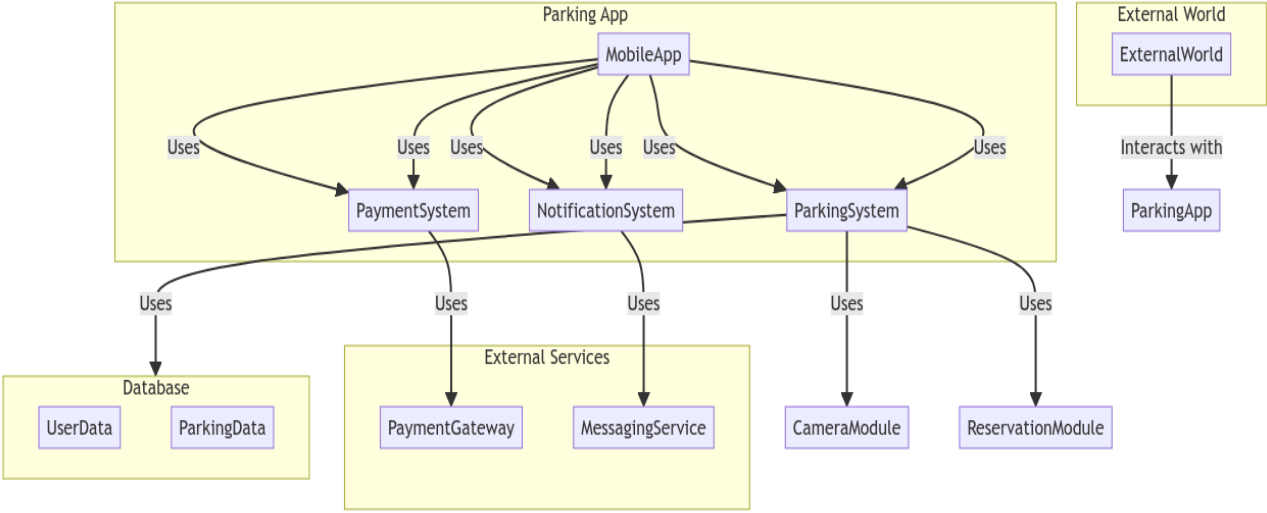 Parking App
External World
MobileApp
ExternalWorld
Uses
Uses
Uses
Uses
Uses
Uses
Interacts with
PaymentSystem
NotificationSystem
ParkingSystem
ParkingApp
Uses
Uses
Uses
Uses
Uses
External Services
Database
UserData
ParkingData
PaymentGateway
MessagingService
CameraModule
ReservationModule